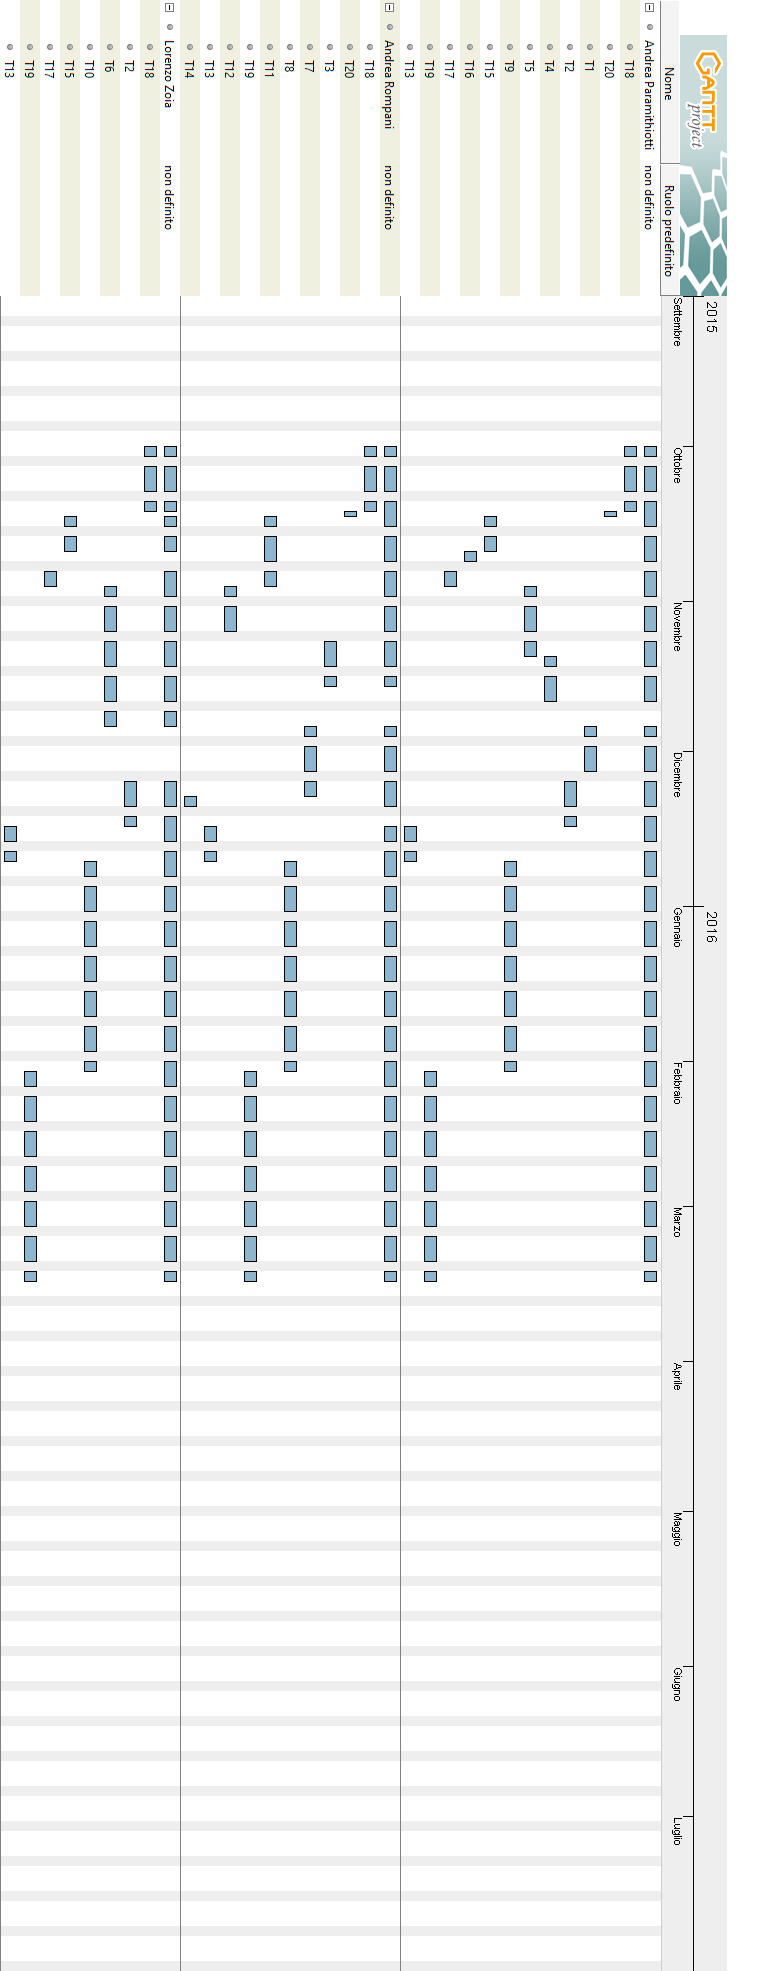 GANTT
project
2015
2016
Nome
Ruolo predefinito
Settembre
Ottobre
Novembre
Dicembre
Gennaio
Febbraio
Marzo
Aprile
Maggio
Giugno
Luglio
Andrea Paramithiotti non definito
T18
T20
T1
T2
T4
T5
T9
T15
T16
T17
T19
T13
Andrea Rompani non definito
T18
T20
T3
T7
T8
T11
T19
T12
T13
T14
Lorenzo Zoia non definito
T18
T2
T6
T10
T15
T17
T19
T13